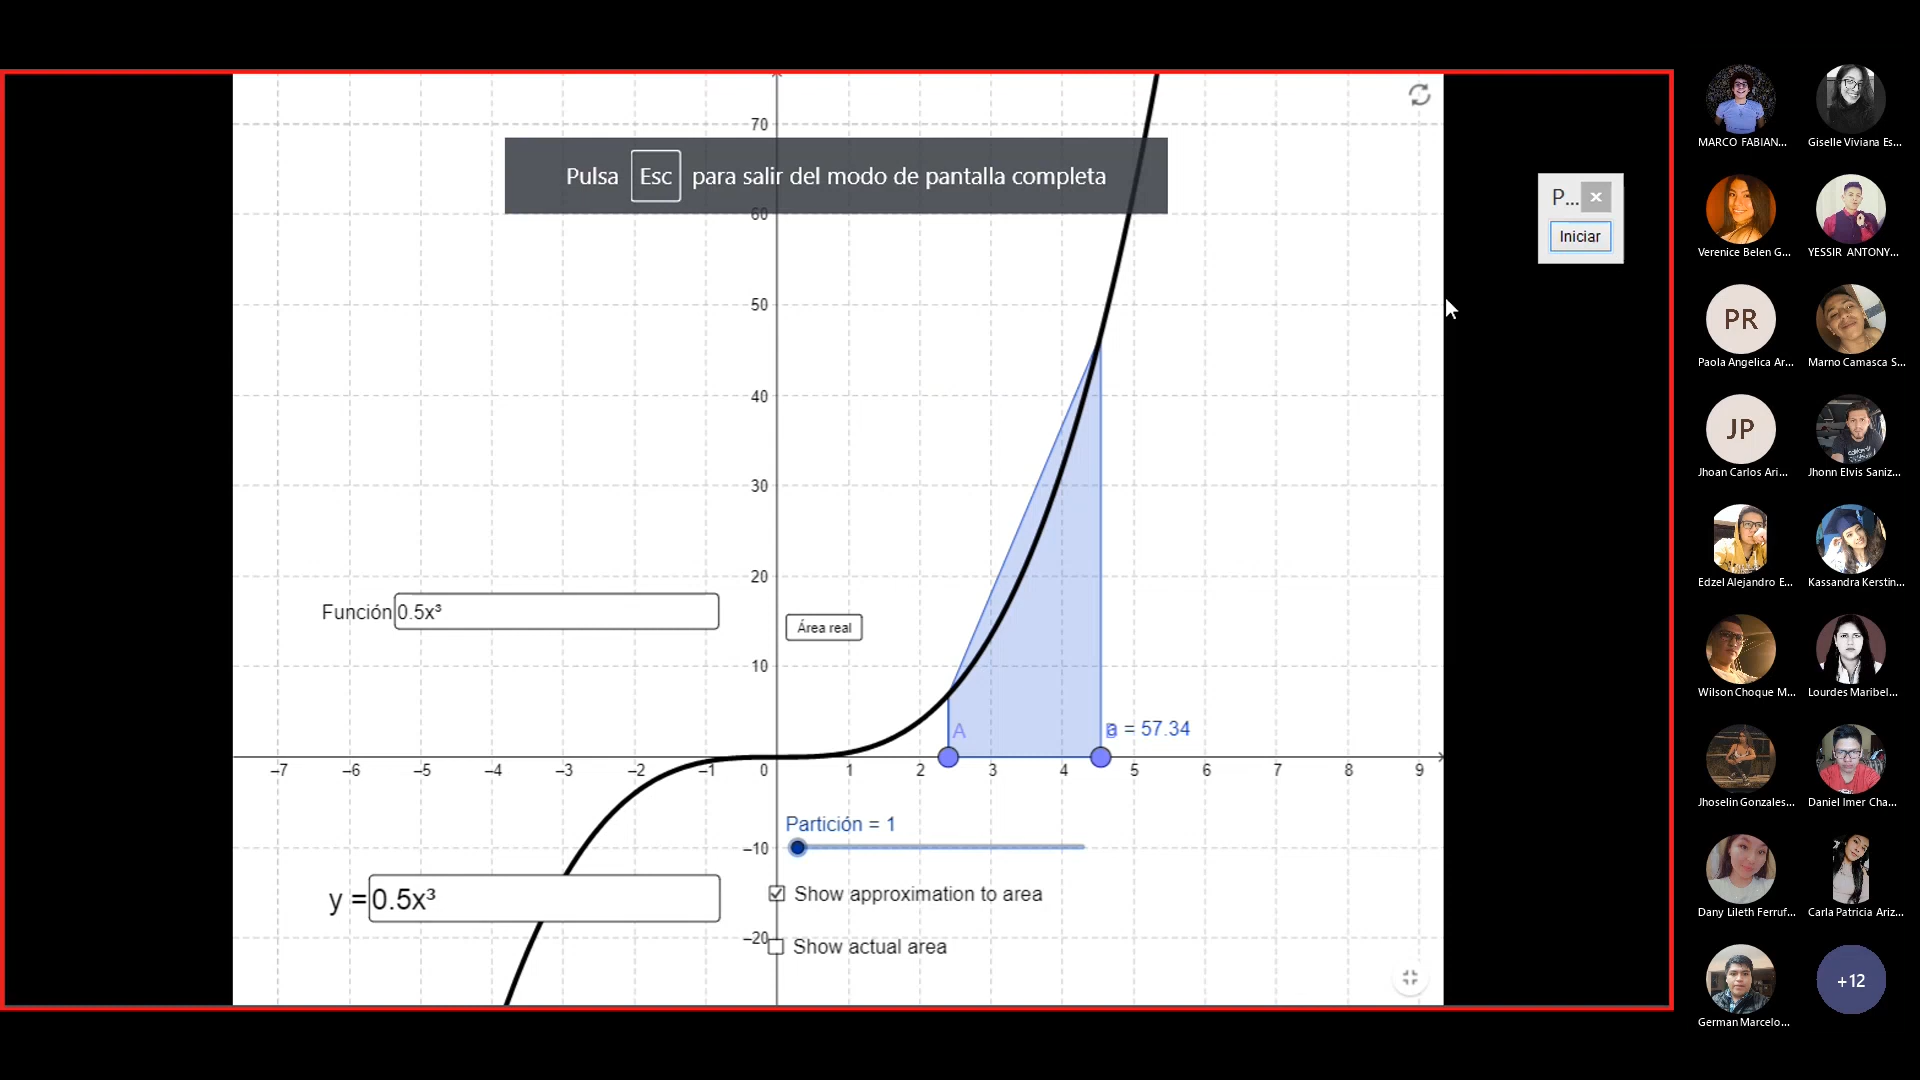 70
Pulsa Esc para salir del modo de pantalla completa
60
50
40
30
20
Función 0.5x³
Área real
10
A
a = 57.34
−7 −6 −5 −4 −3 −2 −1 0 1 2 3 4 5 6 7 8 9
Partición = 1
−10
y = 0.5x³
Show approximation to area
−20
Show actual area
P...
Iniciar
MARCO FABIAN...
Giselle Viviana Es...
Verenice Belen G...
YESSIR ANTONY...
PR
Paola Angelica Ar...
Marno Camasca S...
JP
Jhoan Carlos Ari...
Jhonn Elvis Saniz...
Edzel Alejandro E...
Kassandra Kerstin...
Wilson Choque M...
Lourdes Maribel...
Jhoselin Gonzales...
Daniel Imer Cha...
Dany Lileth Ferruf...
Carla Patricia Ariz...
German Marcelo...
+12